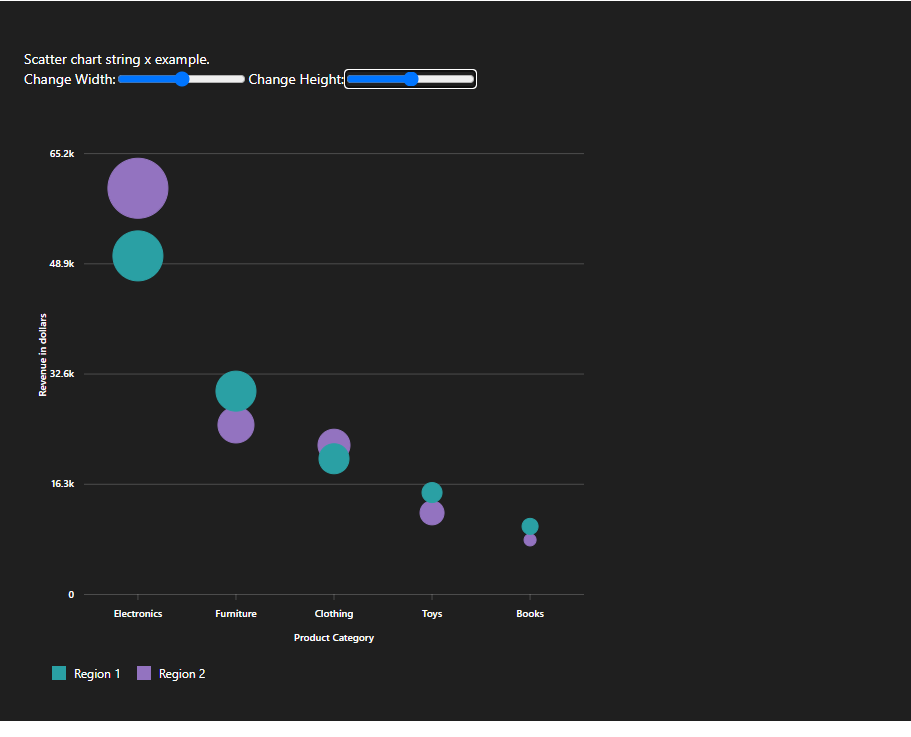 Scatter chart string x example.
Change Width: Change Height:
65.2k
48.9k
32.6k
16.3k
0
Revenue in dollars
Electronics Furniture Clothing Toys Books
Product Category
Region 1 Region 2